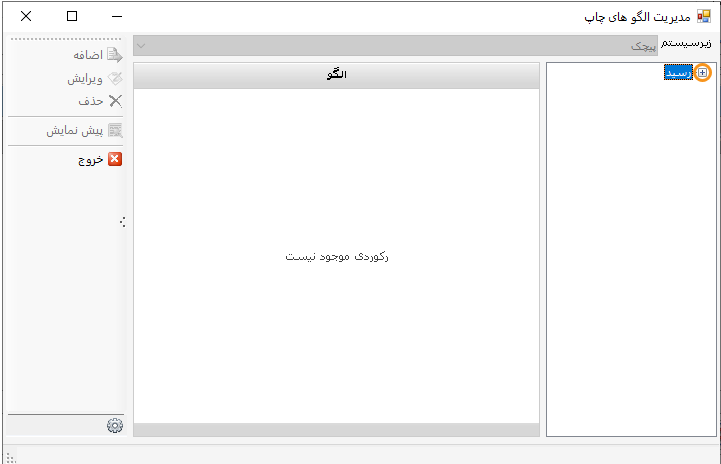 مدیریت الگو های چاپ
زیرسیستم
پیچک
رسید
الگو
رکوردی موجود نیست
اضافه
ویرایش
حذف
پیش نمایش
خروج